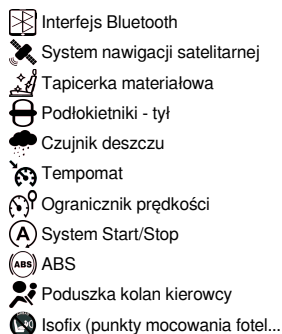 Interfejs Bluetooth
System nawigacji satelitarnej
Tapicerka materiałowa
Podłokietniki - tył
Czujnik deszczu
Tempomat
Ogranicznik prędkości
A System Start/Stop
ABS ABS
Poduszka kolan kierowcy
Isofix (punkty mocowania fotel...